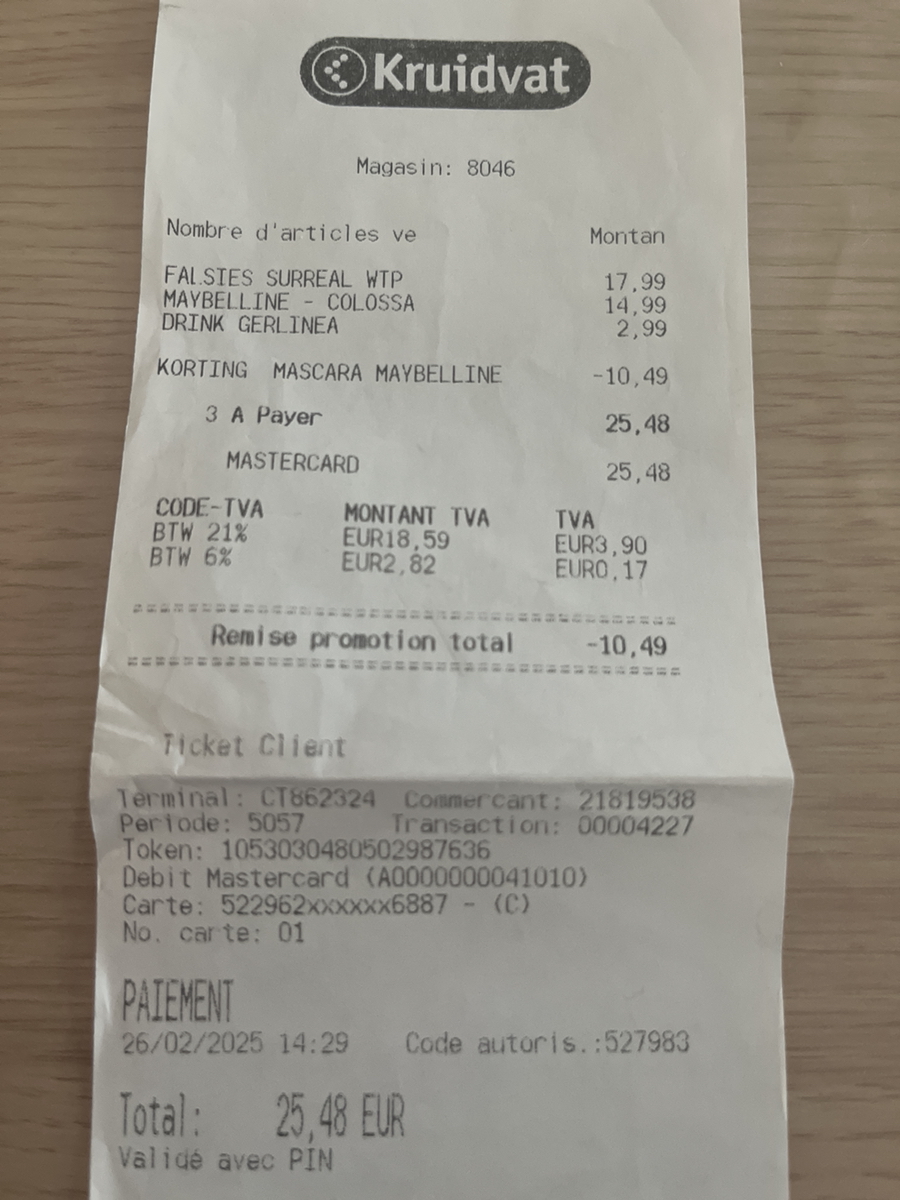 Kruidvat
Magasin: 8046
Nombre d'articles ve Montan
FALSIES SURREAL WTP 17,99
MAYBELLINE - COLOSSA 14,99
DRINK GERLINEA 2,99
KORTING MASCARA MAYBELLINE -10,49
3 A Payer 25,48
MASTERCARD 25,48
CODE-TVA MONTANT TVA TVA
BTW 21% EUR18,59 EUR3,90
BTW 6% EUR2,82 EUR0,17
Remise promotion total -10,49
Ticket Client
Terminal: CT862324 Commercant: 21819538
Periode: 5057 Transaction: 00004227
Token: 1053030480502987636
Debit Mastercard (A0000000041010)
Carte: 522962xxxxxx6887 - (C)
No. carte: 01
PAIEMENT
26/02/2025 14:29 Code autoris.:527983
Total: 25,48 EUR
Validé avec PIN